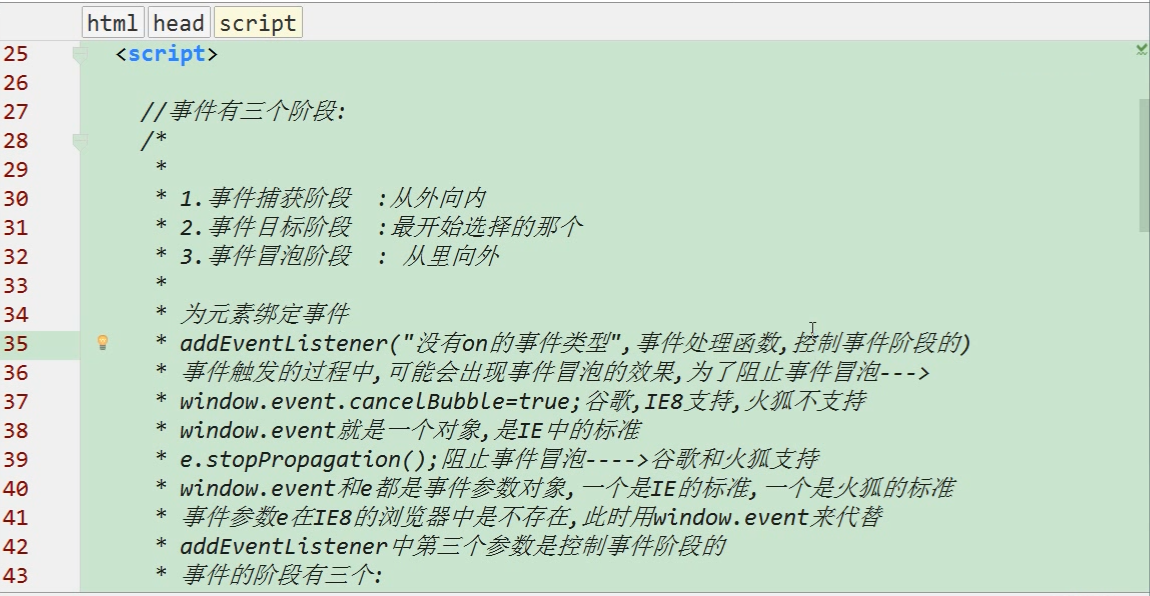 html head script
25 <script>
26
27 //事件有三个阶段:
28 /*
29 *
30 * 1.事件捕获阶段 :从外向内
31 * 2.事件目标阶段 :最开始选择的那个
32 * 3.事件冒泡阶段 : 从里向外
33 *
34 * 为元素绑定事件
35 * addEventListener("没有on的事件类型",事件处理函数,控制事件阶段的)
36 * 事件触发的过程中,可能会出现事件冒泡的效果,为了阻止事件冒泡--->
37 * window.event.cancelBubble=true;谷歌,IE8支持,火狐不支持
38 * window.event就是一个对象,是IE中的标准
39 * e.stopPropagation();阻止事件冒泡---->谷歌和火狐支持
40 * window.event和e都是事件参数对象,一个是IE的标准,一个是火狐的标准
41 * 事件参数e在IE8的浏览器中是不存在,此时用window.event来代替
42 * addEventListener中第三个参数是控制事件阶段的
43 * 事件的阶段有三个: